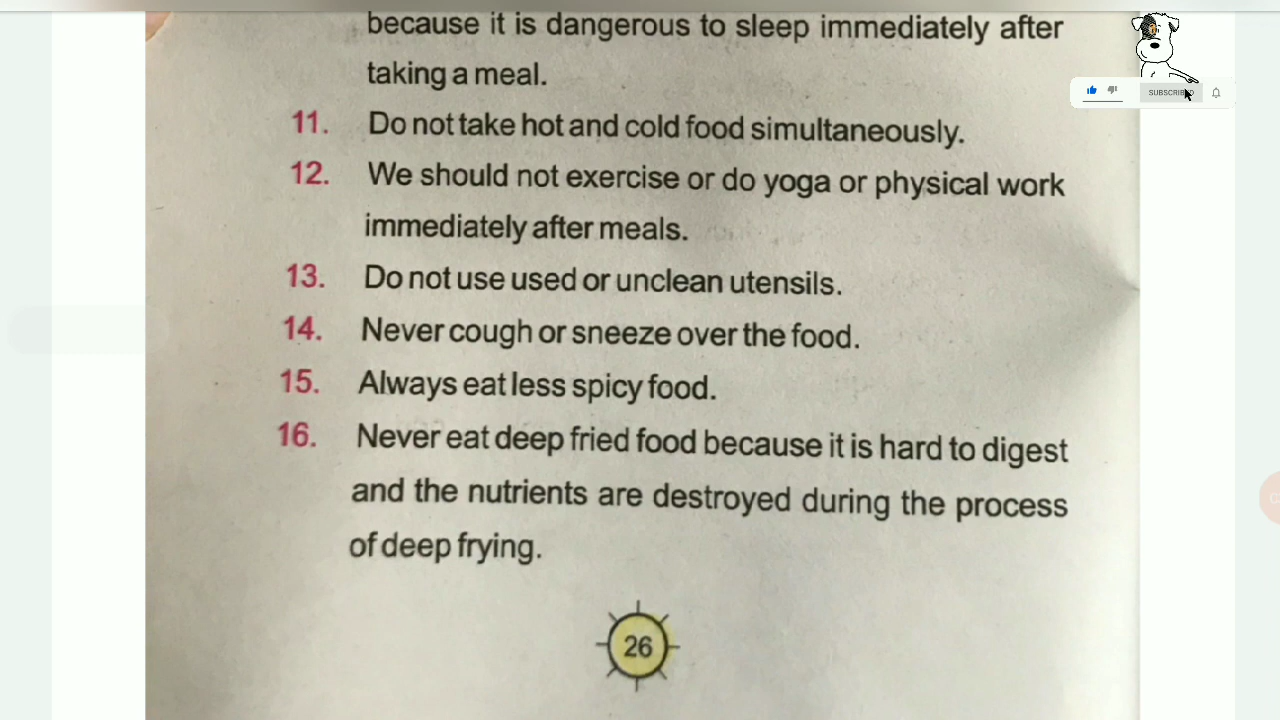 because it is dangerous to sleep immediately after
taking a meal.
11. Do not take hot and cold food simultaneously.
12. We should not exercise or do yoga or physical work
immediately after meals.
13. Do not use used or unclean utensils.
14. Never cough or sneeze over the food.
15. Always eat less spicy food.
16. Never eat deep fried food because it is hard to digest
and the nutrients are destroyed during the process
of deep frying.
26